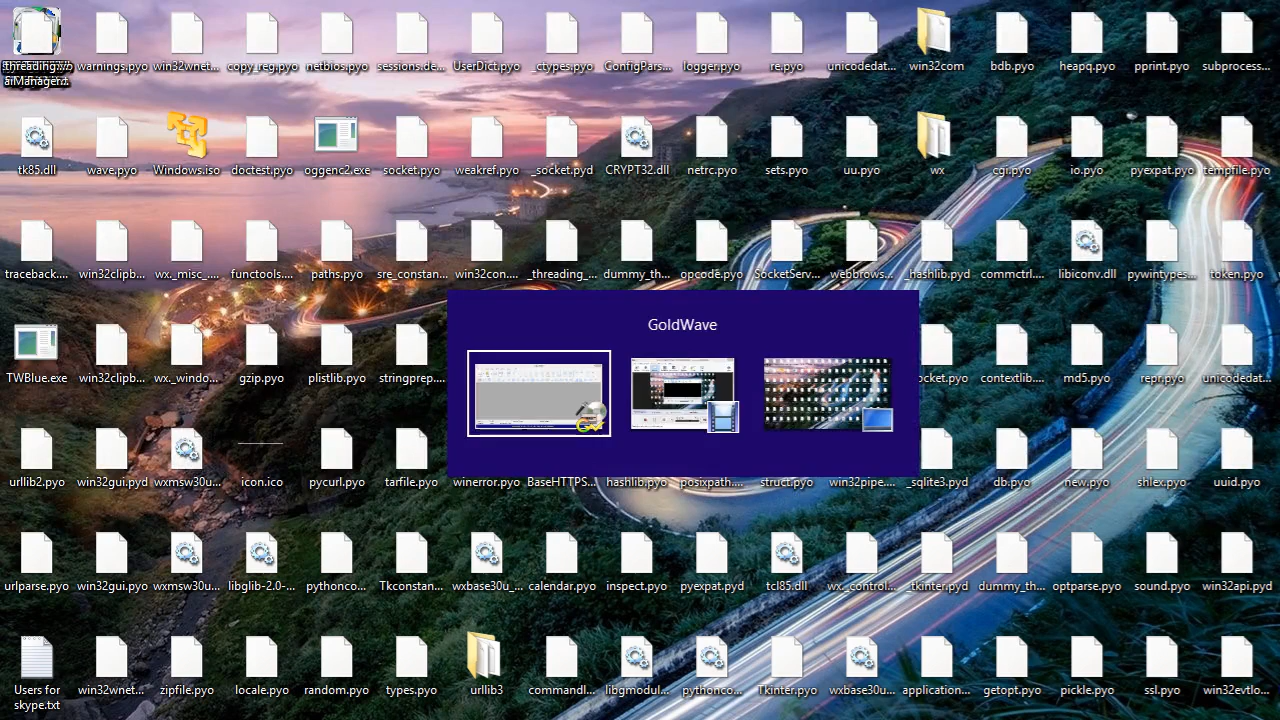 warnings.pyo win32wnet... copy_reg.pyo netbios.pyo sessions.de... UserDict.pyo _ctypes.pyo ConfigPars... logger.pyo re.pyo unicodedat... win32com bdb.pyo heapq.pyo pprint.pyo subprocess...
tk85.dll wave.pyo Windows.iso doctest.pyo oggenc2.exe socket.pyo weakref.pyo _socket.pyd CRYPT32.dll netrc.pyo sets.pyo uu.pyo wx cgi.pyo io.pyo pyexpat.pyo tempfile.pyo
traceback.... win32clipb... wx_misc_.... functools.... paths.pyo sre_constan... win32con.... _threading_... dummy_th... opcode.pyo SocketServ... webbrows... _hashlib.pyd commctrl.... libiconv.dll pywintypes... token.pyo
GoldWave
TWBlue.exe win32clipb... wx._windo... gzip.pyo plistlib.pyo stringprep.... ocket.pyo contextlib.... md5.pyo repr.pyo unicodedat...
urllib2.pyo win32gui.pyd wxmsw30u... icon.ico pycurl.pyo tarfile.pyo winerror.pyo BaseHTTPS... hashlib.pyo posixpath.... struct.pyo win32pipe.... _sqlite3.pyd db.pyo new.pyo shlex.pyo uuid.pyo
urlparse.pyo win32gui.pyo wxmsw30u... libglib-2.0-... pythonco... Tkconstan... wxbase30u_... calendar.pyo inspect.pyo pyexpat.pyd tcl85.dll wx._control... _tkinter.pyd dummy_th... optparse.pyo sound.pyo win32api.pyd
Users for win32wnet... zipfile.pyo locale.pyo random.pyo types.pyo urllib3 commandl... libgmodul... pythonco... Tkinter.pyo wxbase30u... application... getopt.pyo pickle.pyo ssl.pyo win32evtlo...
skype.txt